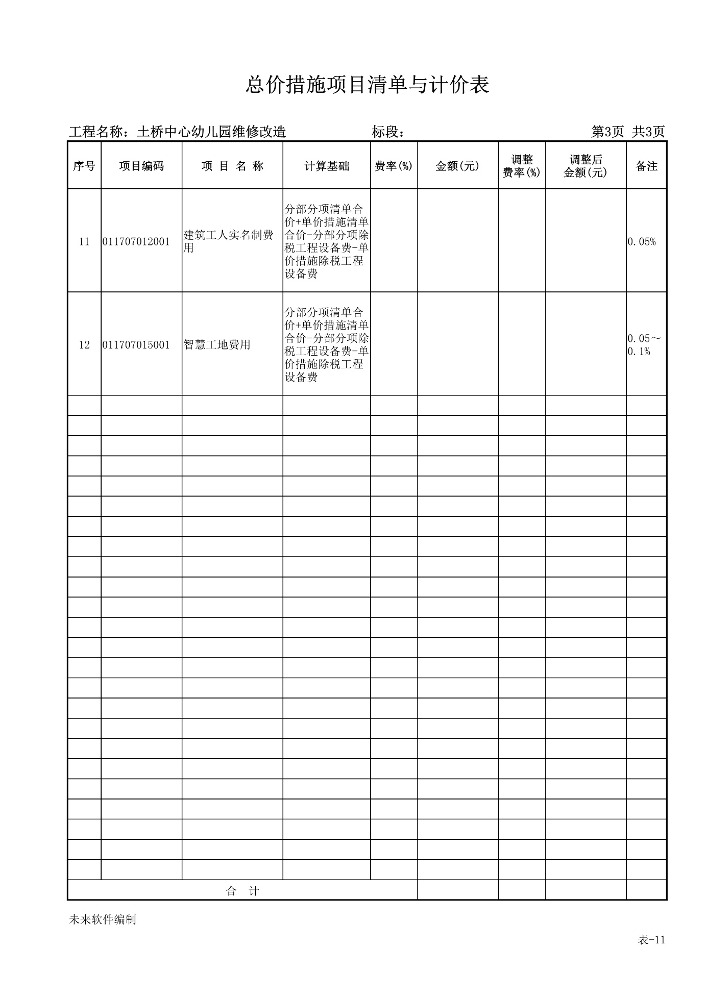 总价措施项目清单与计价表
工程名称：土桥中心幼儿园维修改造 标段： 第3页 共3页
序号 项目编码 项 目 名 称 计算基础 费率(%) 金额(元) 调整 费率(%) 调整后 金额(元) 备注
11 011707012001 建筑工人实名制费
用
分部分项清单合
价+单价措施清单
合价-分部分项除
税工程设备费-单
价措施除税工程
设备费
0.05%
12 011707015001 智慧工地费用
分部分项清单合
价+单价措施清单
合价-分部分项除
税工程设备费-单
价措施除税工程
设备费
0.05～
0.1%
合 计
未来软件编制
表-11